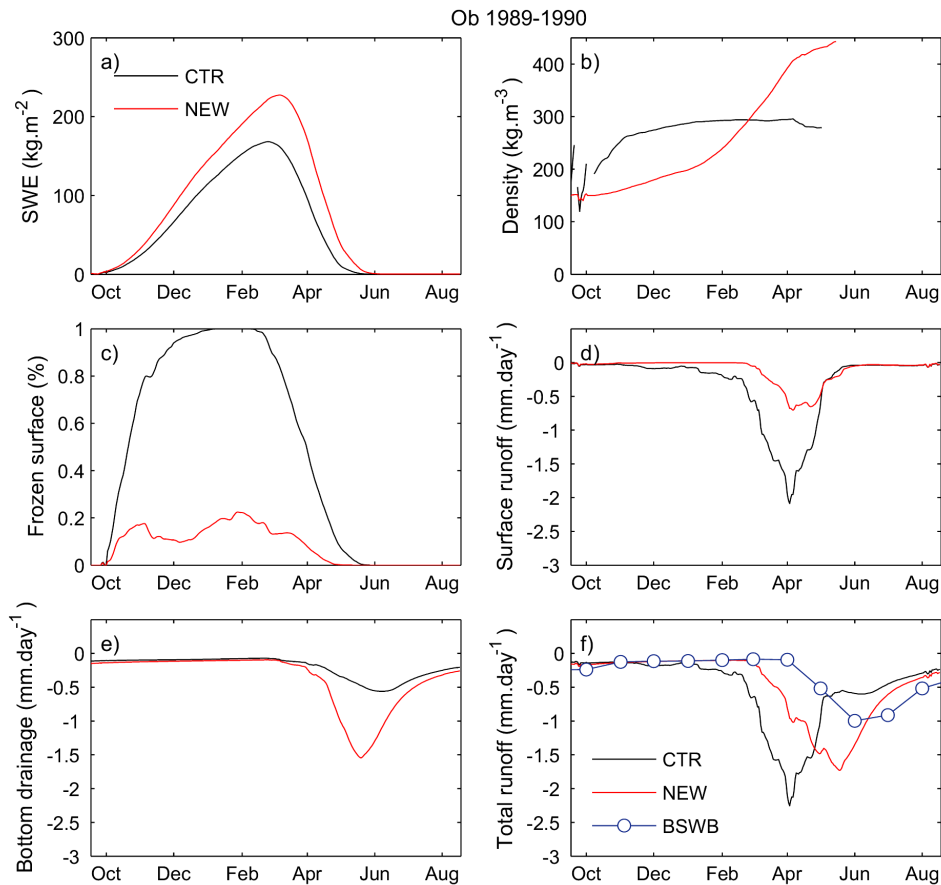 Ob 1989-1990
a)
CTR
NEW
SWE (kg.m-2)
300
200
100
0
Oct Dec Feb Apr Jun Aug
b)
Density (kg.m-3)
400
300
200
100
0
Oct Dec Feb Apr Jun Aug
c)
Frozen surface (%)
1
0.8
0.6
0.4
0.2
0
Oct Dec Feb Apr Jun Aug
d)
Surface runoff (mm.day-1)
0
-0.5
-1
-1.5
-2
-2.5
-3
Oct Dec Feb Apr Jun Aug
e)
Bottom drainage (mm.day-1)
0
-0.5
-1
-1.5
-2
-2.5
-3
Oct Dec Feb Apr Jun Aug
f)
Total runoff (mm.day-1)
0
-0.5
-1
-1.5
-2
-2.5
-3
CTR
NEW
BSWB
Oct Dec Feb Apr Jun Aug